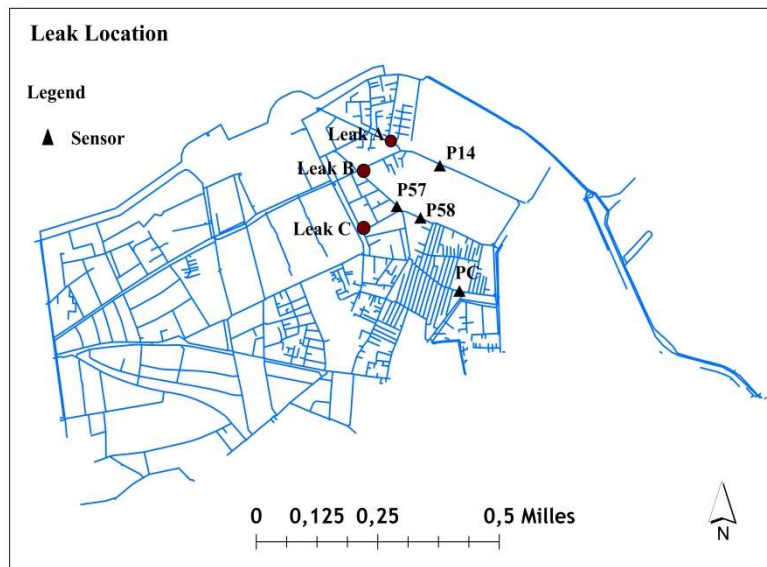 Leak Location
Legend
Sensor
Leak A
P14
Leak B
P57
P58
Leak C
PC
0 0,125 0,25 0,5 Milles
N